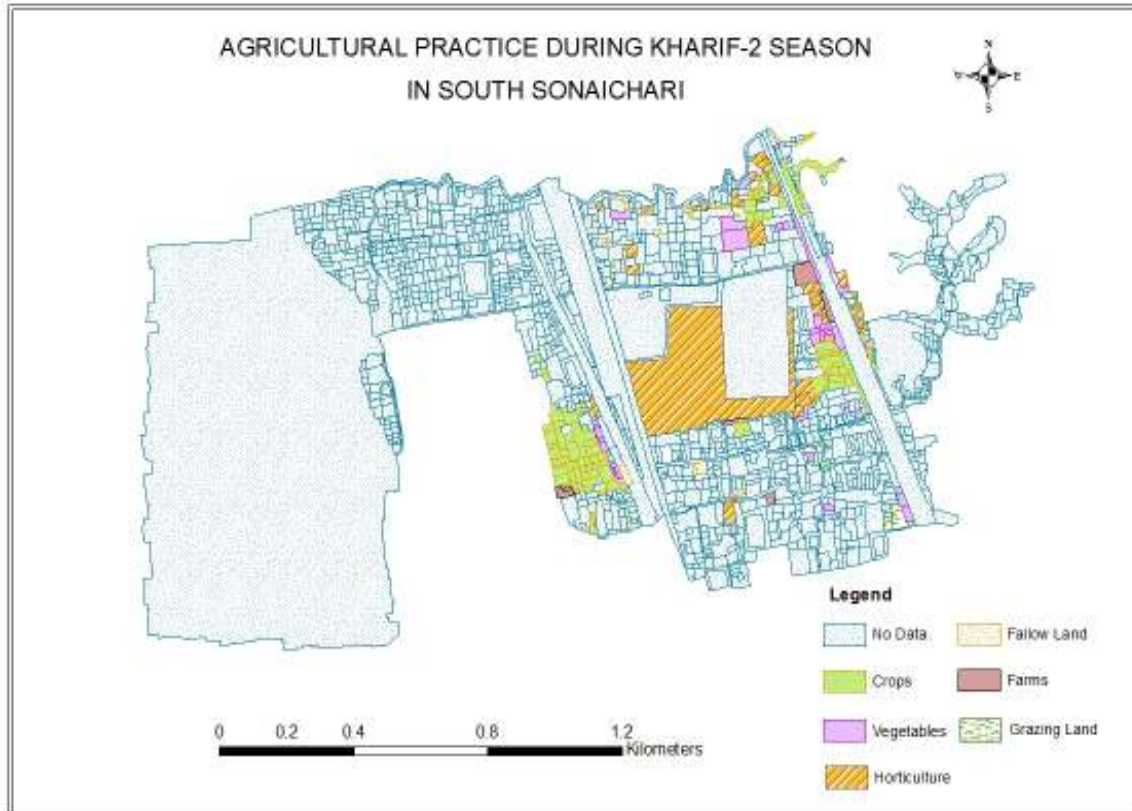 AGRICULTURAL PRACTICE DURING KHARIF-2 SEASON
IN SOUTH SONAICHARI
N
W E
S
Legend
No Data Fallow Land
Crops Farms
Vegetables Grazing Land
Horticulture
0 0.2 0.4 0.8 1.2
Kilometers